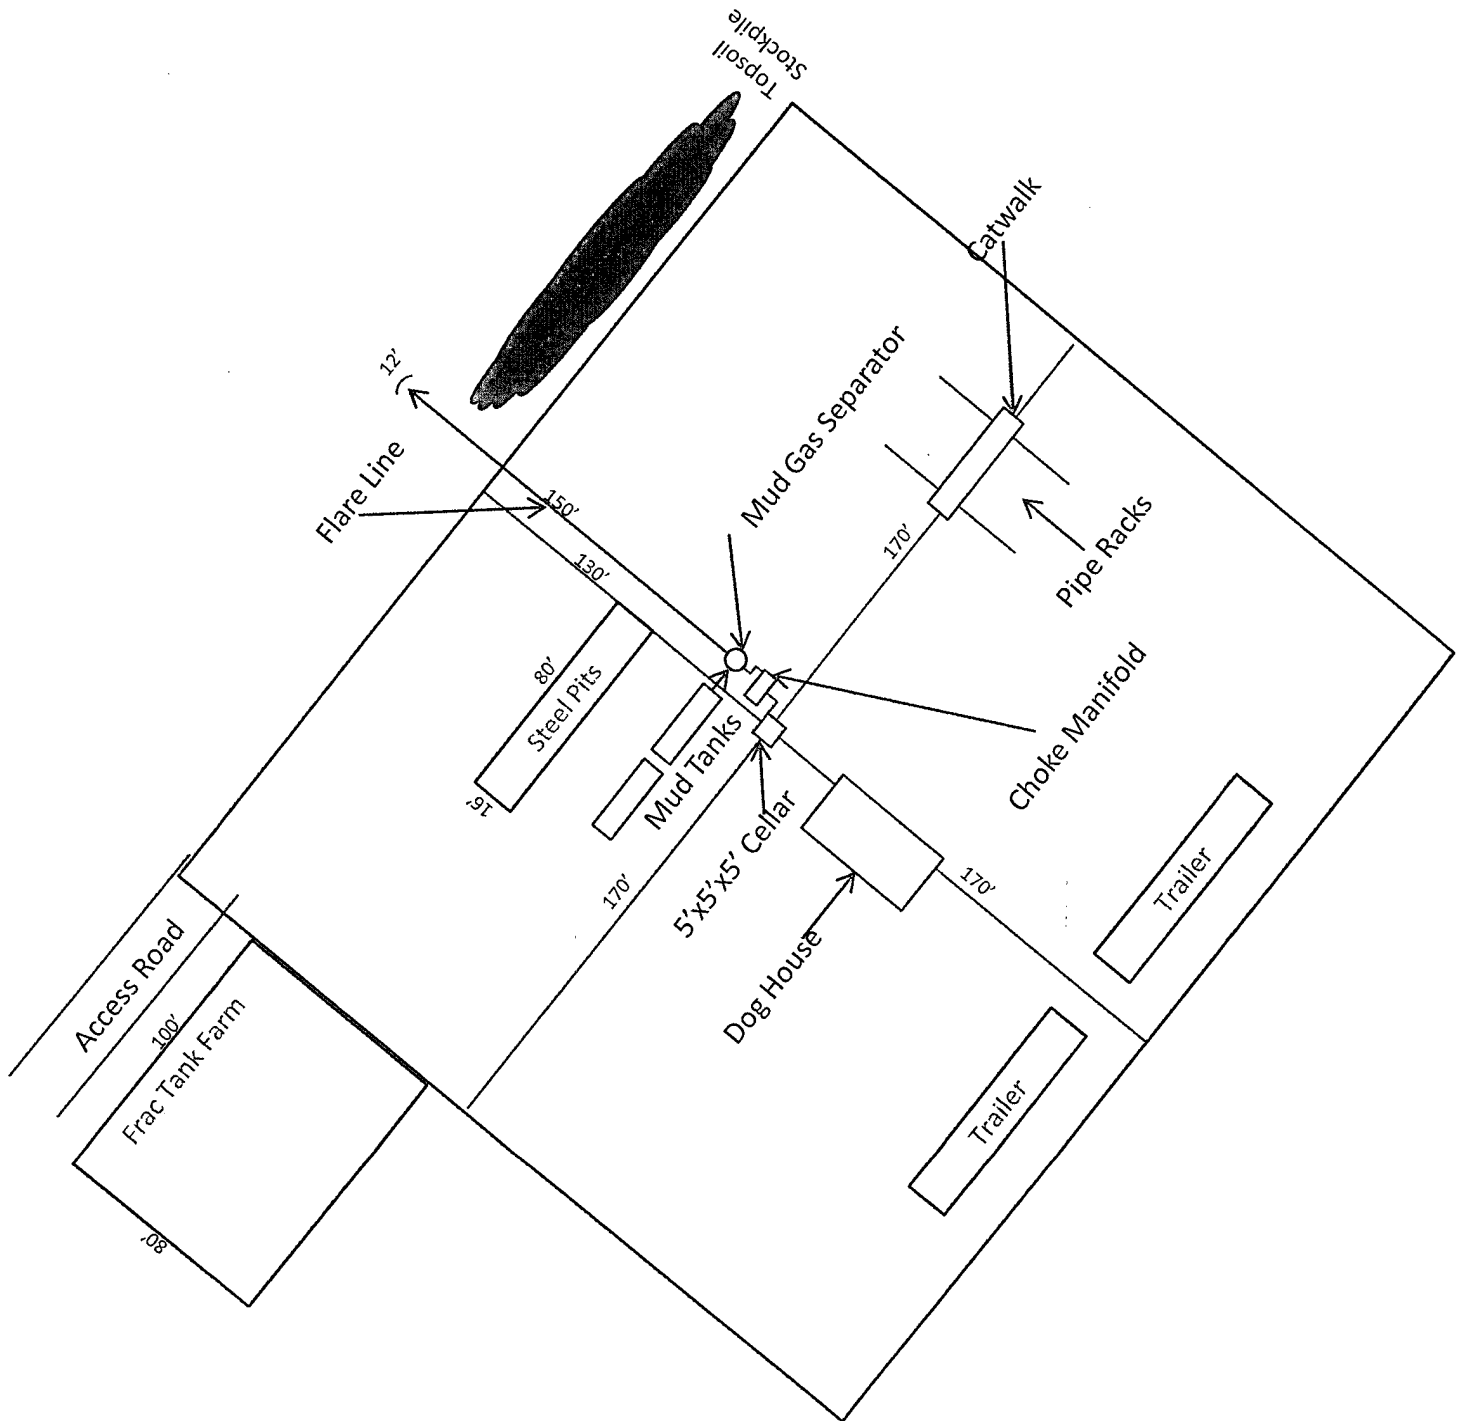 Topsoil
Stockpile
12'
Catwalk
Flare Line
150'
Mud Gas Separator
130'
170'
Pipe Racks
80'
Steel Pits
16'
Mud Tanks
Choke Manifold
5'x5'x5' Cellar
170'
170'
Trailer
Access Road
Dog House
100'
Frac Tank Farm
Trailer
80'